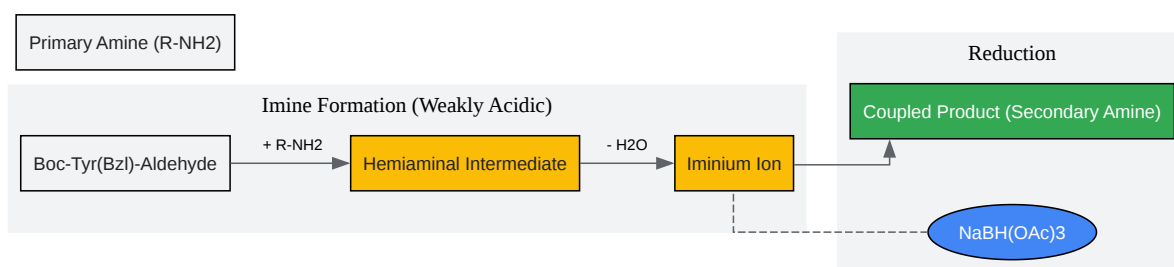 Primary Amine (R-NH2)
Reduction
Imine Formation (Weakly Acidic)
Coupled Product (Secondary Amine)
Boc-Tyr(Bzl)-Aldehyde
+ R-NH2
Hemiaminal Intermediate
- H2O
Iminium Ion
NaBH(OAc)3